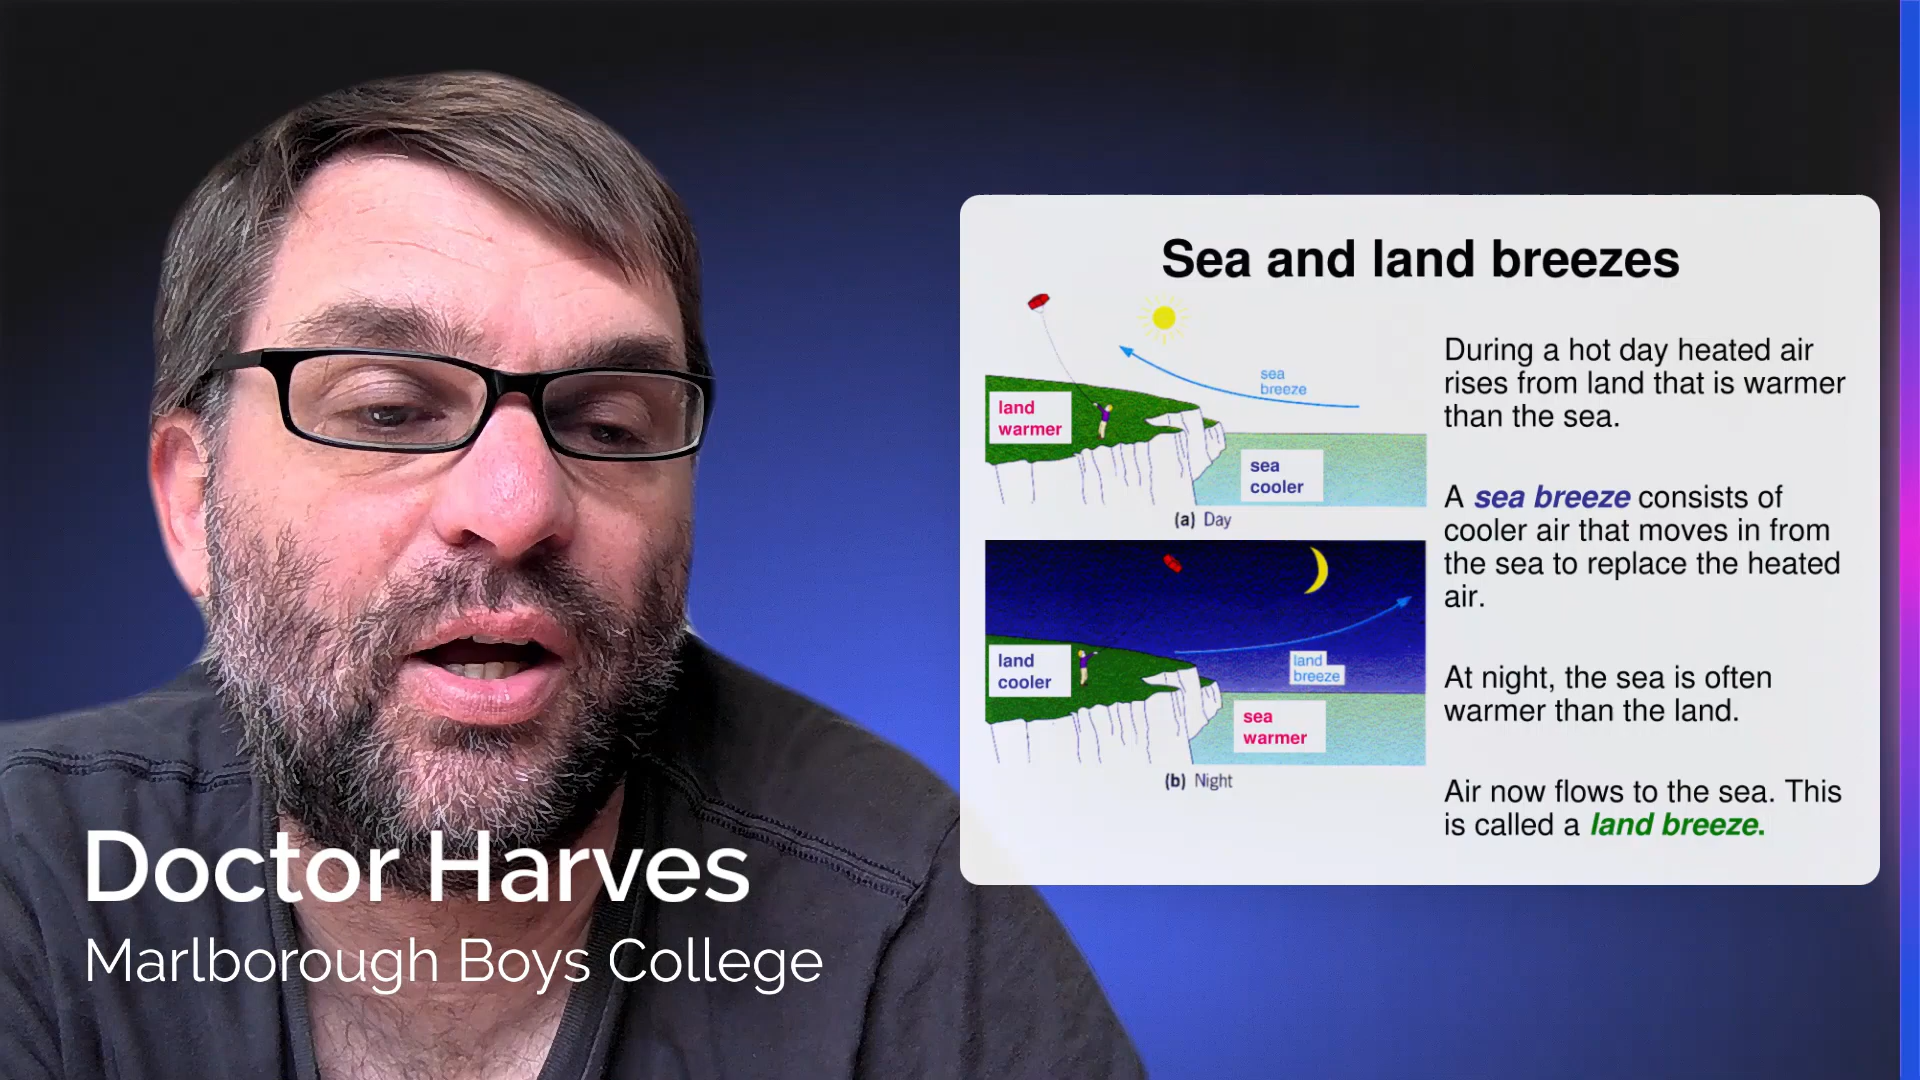 Doctor Harves
Marlborough Boys College
Sea and land breezes
sea
breeze
land
warmer
sea
cooler
(a) Day
land
cooler
land
breeze
sea
warmer
(b) Night
During a hot day heated air
rises from land that is warmer
than the sea.
A sea breeze consists of
cooler air that moves in from
the sea to replace the heated
air.
At night, the sea is often
warmer than the land.
Air now flows to the sea. This
is called a land breeze.